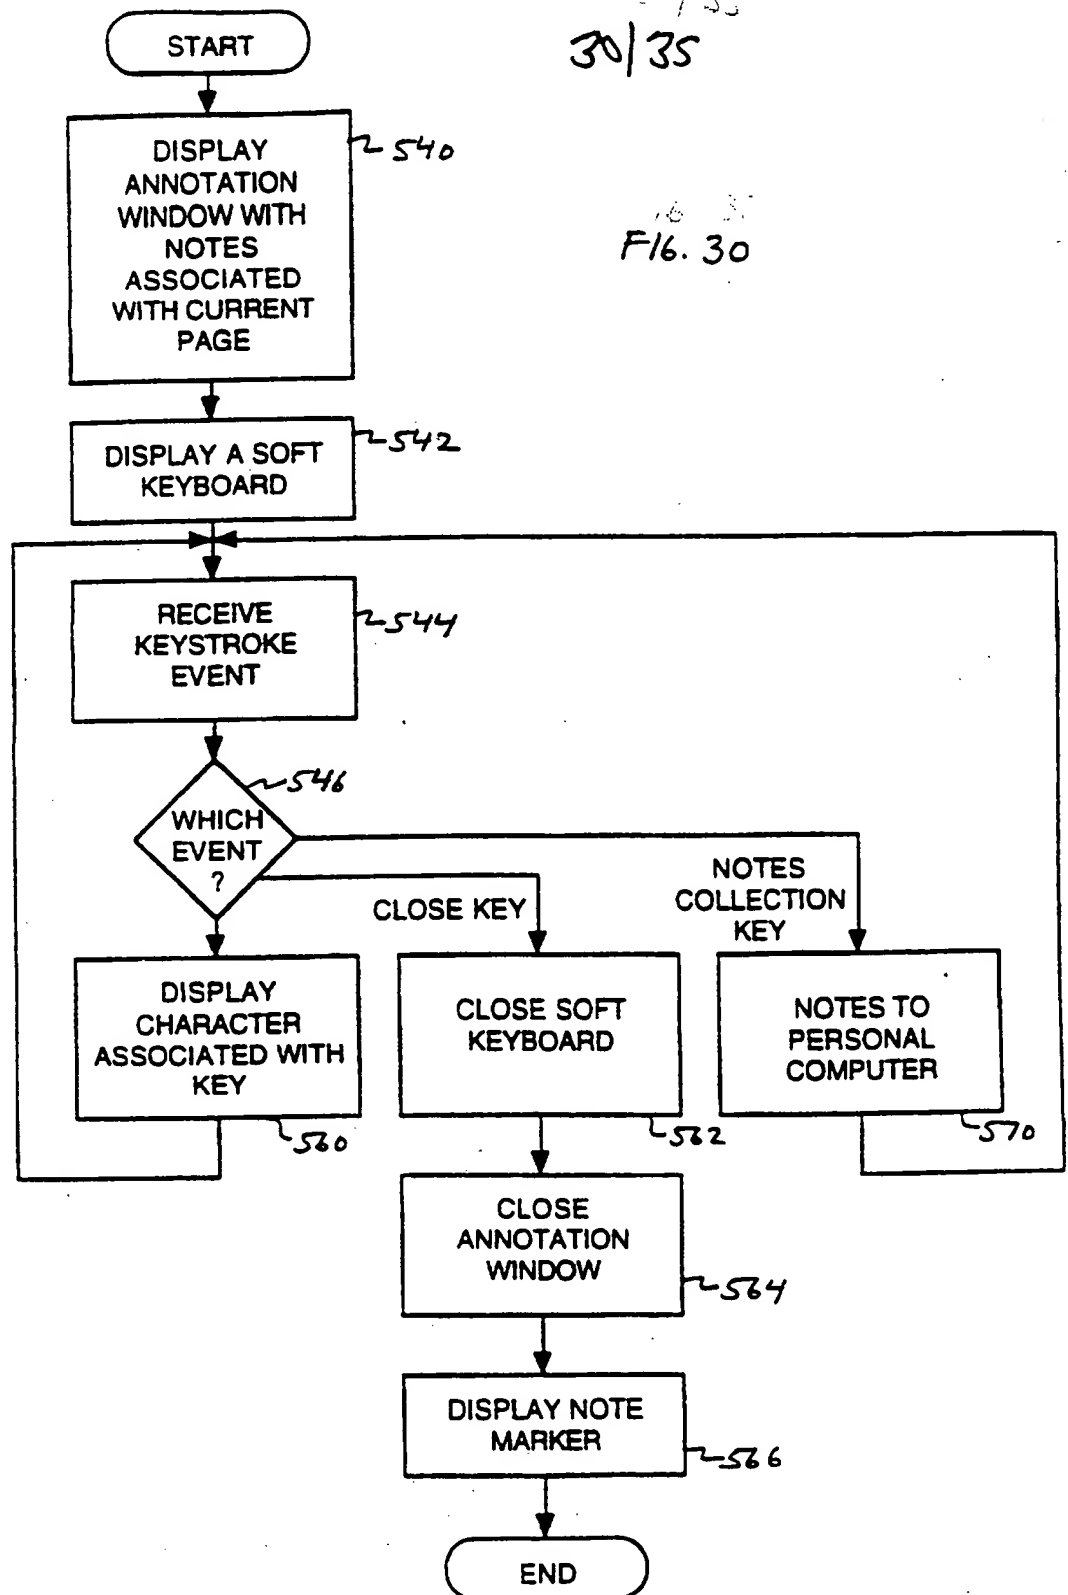 START
30/35
DISPLAY
ANNOTATION
WINDOW WITH
NOTES
ASSOCIATED
WITH CURRENT
PAGE
540
FIG. 30
DISPLAY A SOFT
KEYBOARD
542
RECEIVE
KEYSTROKE
EVENT
544
WHICH
EVENT
?
546
CLOSE KEY
NOTES
COLLECTION
KEY
DISPLAY
CHARACTER
ASSOCIATED WITH
KEY
560
CLOSE SOFT
KEYBOARD
562
NOTES TO
PERSONAL
COMPUTER
570
CLOSE
ANNOTATION
WINDOW
564
DISPLAY NOTE
MARKER
566
END